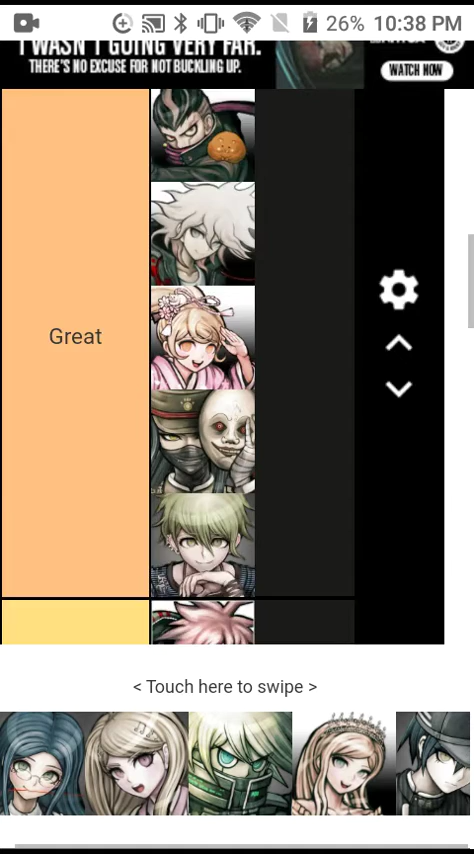 26% 10:38 PM
I WASN'T GOING VERY FAR.
THERE'S NO EXCUSE FOR NOT BUCKLING UP.
WATCH NOW
Great
< Touch here to swipe >